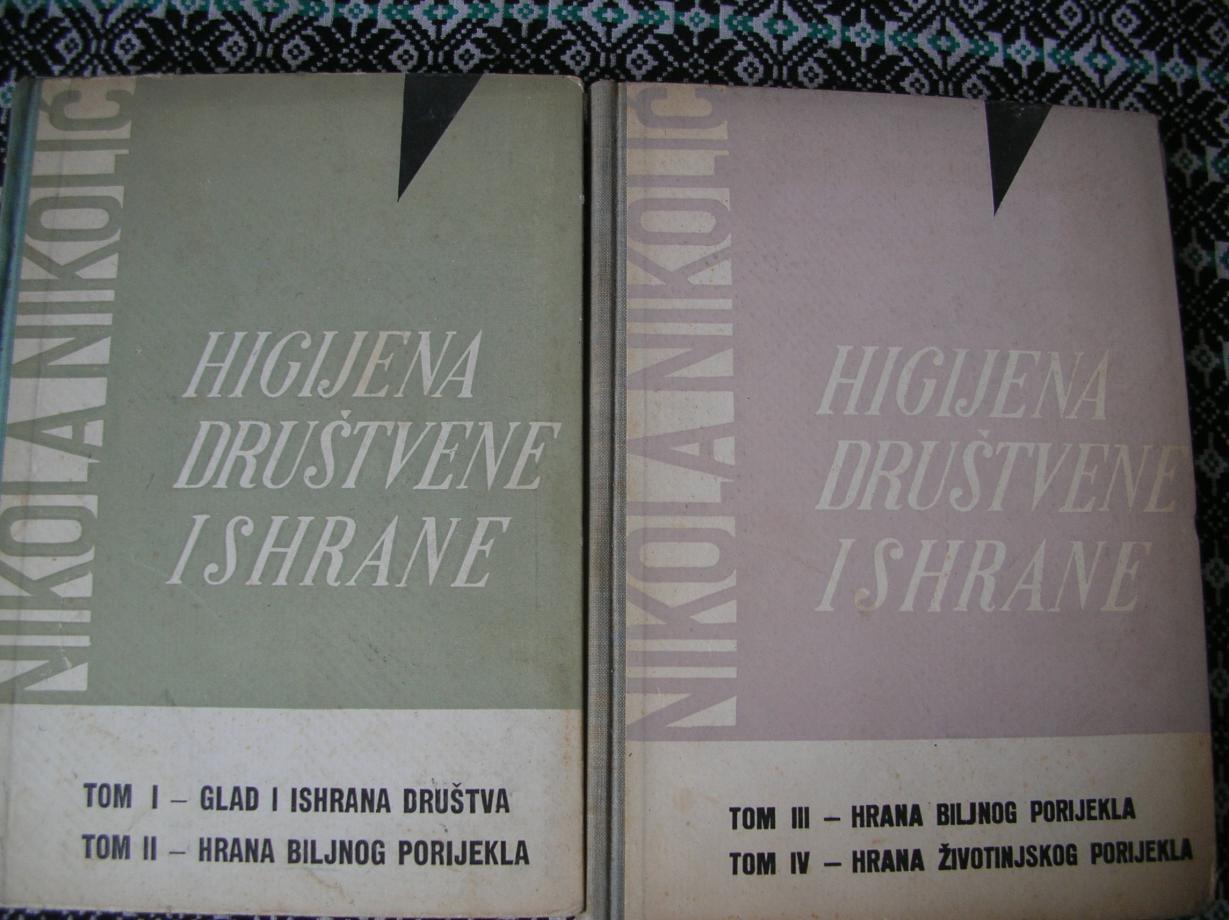 NIKOLA NIKOLIĆ
HIGIJENA
DRUŠTVENE
ISHRANE
TOM I – GLAD I ISHRANA DRUŠTVA
TOM II – HRANA BILJNOG PORIJEKLA
NIKOLA NIKOLIĆ
HIGIJENA
DRUŠTVENE
ISHRANE
TOM III – HRANA BILJNOG PORIJEKLA
TOM IV – HRANA ŽIVOTINJSKOG PORIJEKLA